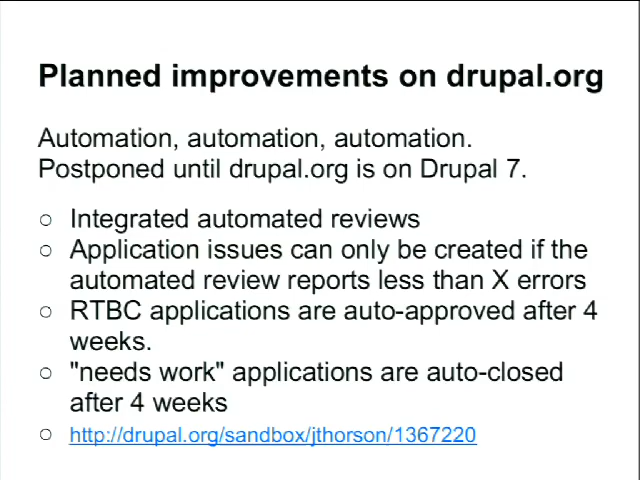 Planned improvements on drupal.org
Automation, automation, automation.
Postponed until drupal.org is on Drupal 7.
○ Integrated automated reviews
○ Application issues can only be created if the
automated review reports less than X errors
○ RTBC applications are auto-approved after 4
weeks.
○ "needs work" applications are auto-closed
after 4 weeks
○ http://drupal.org/sandbox/jthorson/1367220